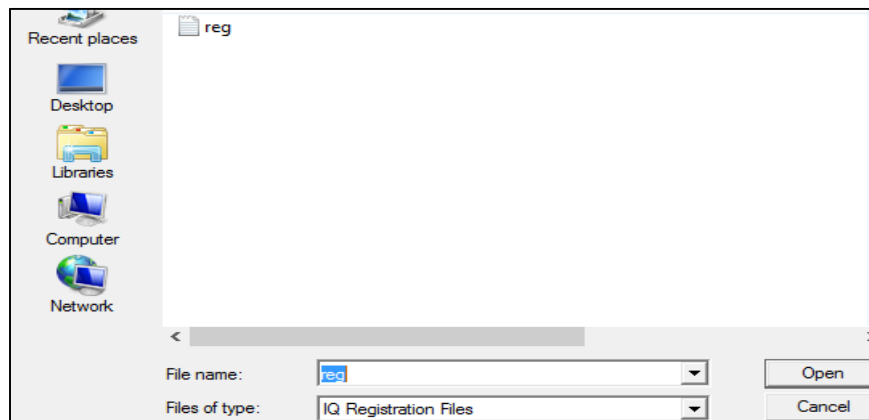 Recent places
reg
Desktop
Libraries
Computer
Network
File name:
reg
Open
Files of type:
IQ Registration Files
Cancel